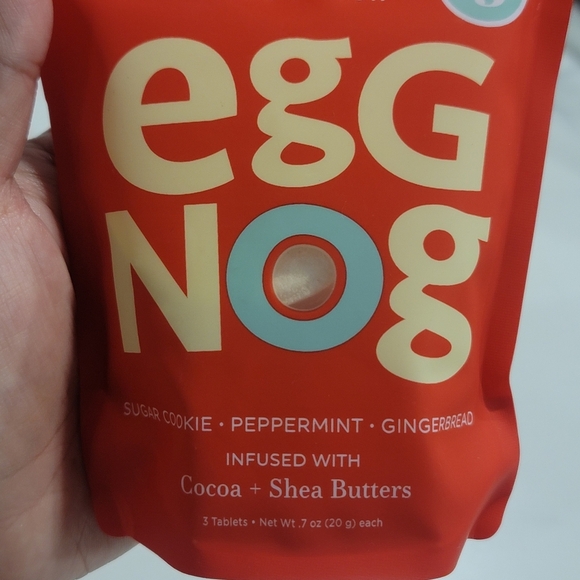 egG
NOg
SUGAR COOKIE • PEPPERMINT • GINGERBREAD
INFUSED WITH
Cocoa + Shea Butters
3 Tablets • Net Wt .7 oz (20 g) each